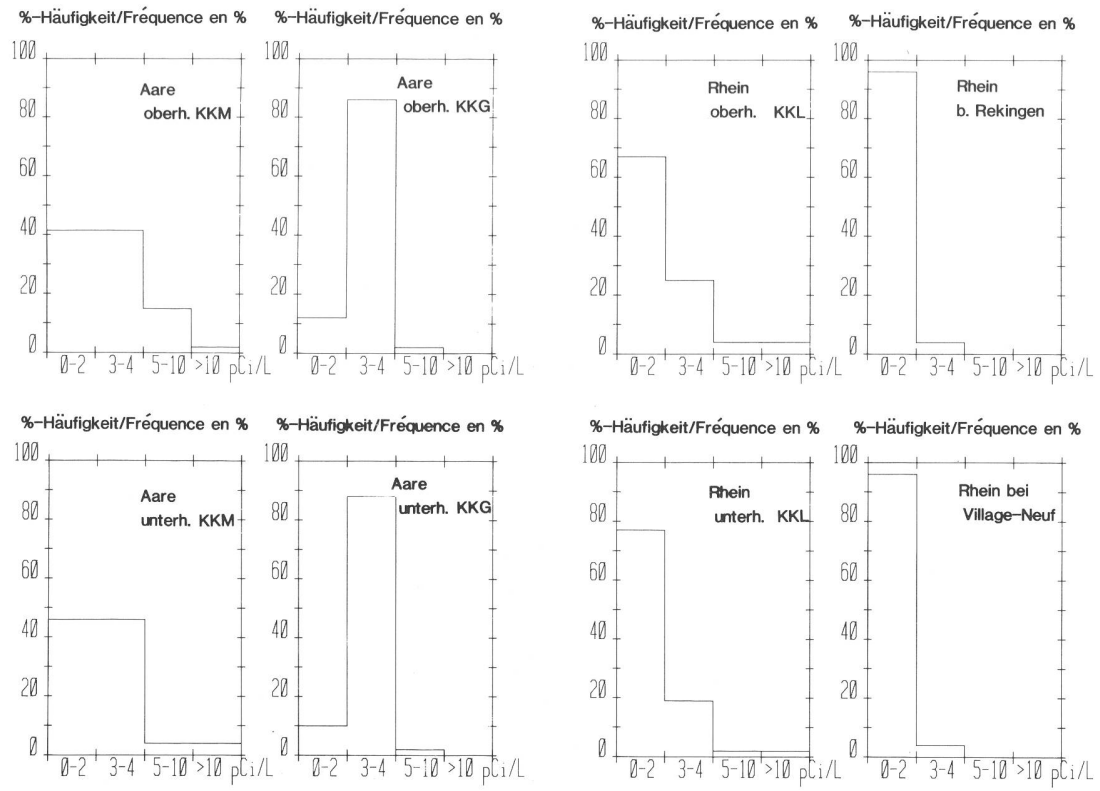 %-Häufigkeit/Fréquence en %
100
80
60
40
20
0
Aare
oberh. KKM
0-2 3-4 5-10 >10 pCi/L
%-Häufigkeit/Fréquence en %
100
80
60
40
20
0
Aare
oberh. KKG
0-2 3-4 5-10 >10 pCi/L
%-Häufigkeit/Fréquence en %
100
80
60
40
20
0
Rhein
oberh. KKL
0-2 3-4 5-10 >10 pCi/L
%-Häufigkeit/Fréquence en %
100
80
60
40
20
0
Rhein
b. Rekingen
0-2 3-4 5-10 >10 pCi/L
%-Häufigkeit/Fréquence en %
100
80
60
40
20
0
Aare
unterh. KKM
0-2 3-4 5-10 >10 pCi/L
%-Häufigkeit/Fréquence en %
100
80
60
40
20
0
Aare
unterh. KKG
0-2 3-4 5-10 >10 pCi/L
%-Häufigkeit/Fréquence en %
100
80
60
40
20
0
Rhein
unterh. KKL
0-2 3-4 5-10 >10 pCi/L
%-Häufigkeit/Fréquence en %
100
80
60
40
20
0
Rhein bei
Village-Neuf
0-2 3-4 5-10 >10 pCi/L